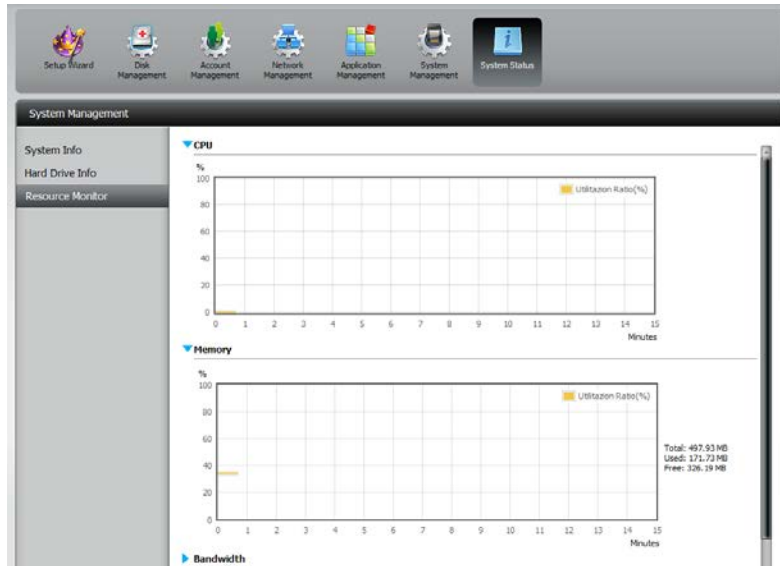 Setup Wizard
Disk
Management
Account
Management
Network
Management
Application
Management
System
Management
System Status
System Management
System Info
Hard Drive Info
Resource Monitor
CPU
%
100
80
60
40
20
0
Utilitazion Ratio(%)
0 1 2 3 4 5 6 7 8 9 10 11 12 13 14 15
Minutes
Memory
%
100
80
60
40
20
0
Utilitazion Ratio(%)
Total: 497.93 MB
Used: 171.73 MB
Free: 326.19 MB
0 1 2 3 4 5 6 7 8 9 10 11 12 13 14 15
Minutes
Bandwidth